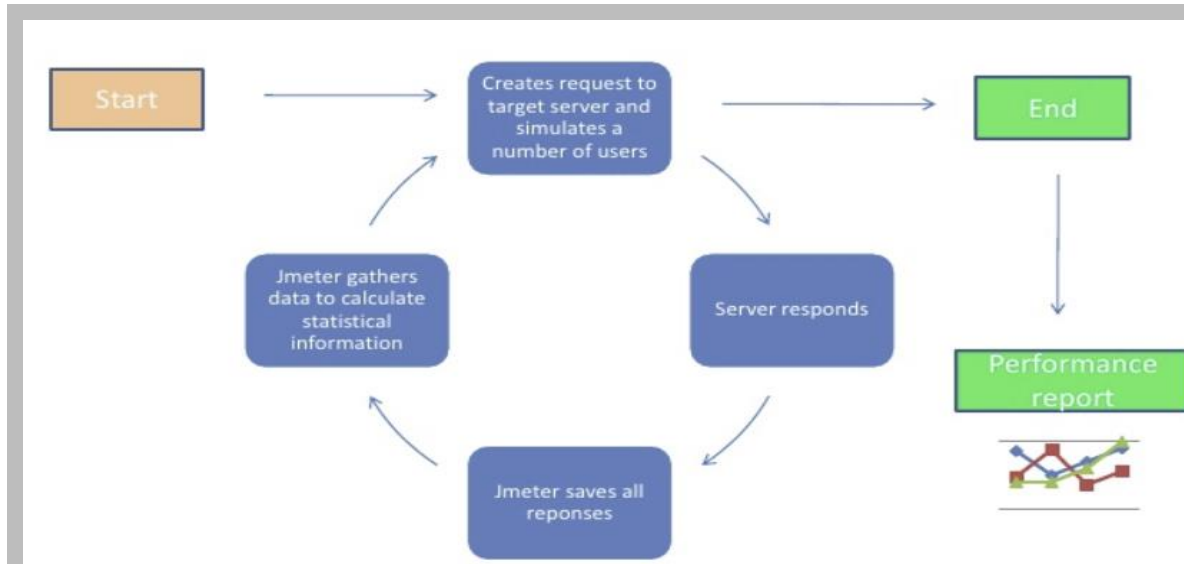 Start
Creates request to
target server and
simulates a
number of users
End
Jmeter gathers
data to calculate
statistical
information
Server responds
Performance
report
Jmeter saves all
reponses